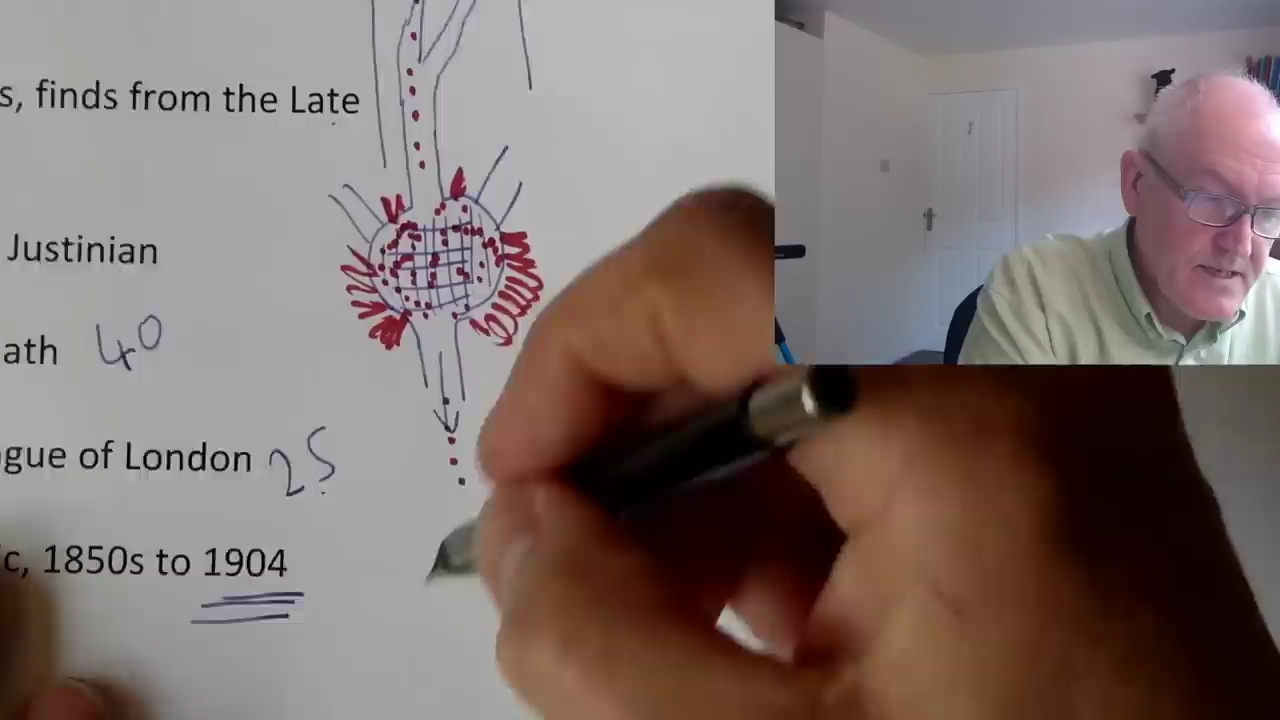 s, finds from the Late
Justinian
ath 40
gue of London 25
c, 1850s to 1904